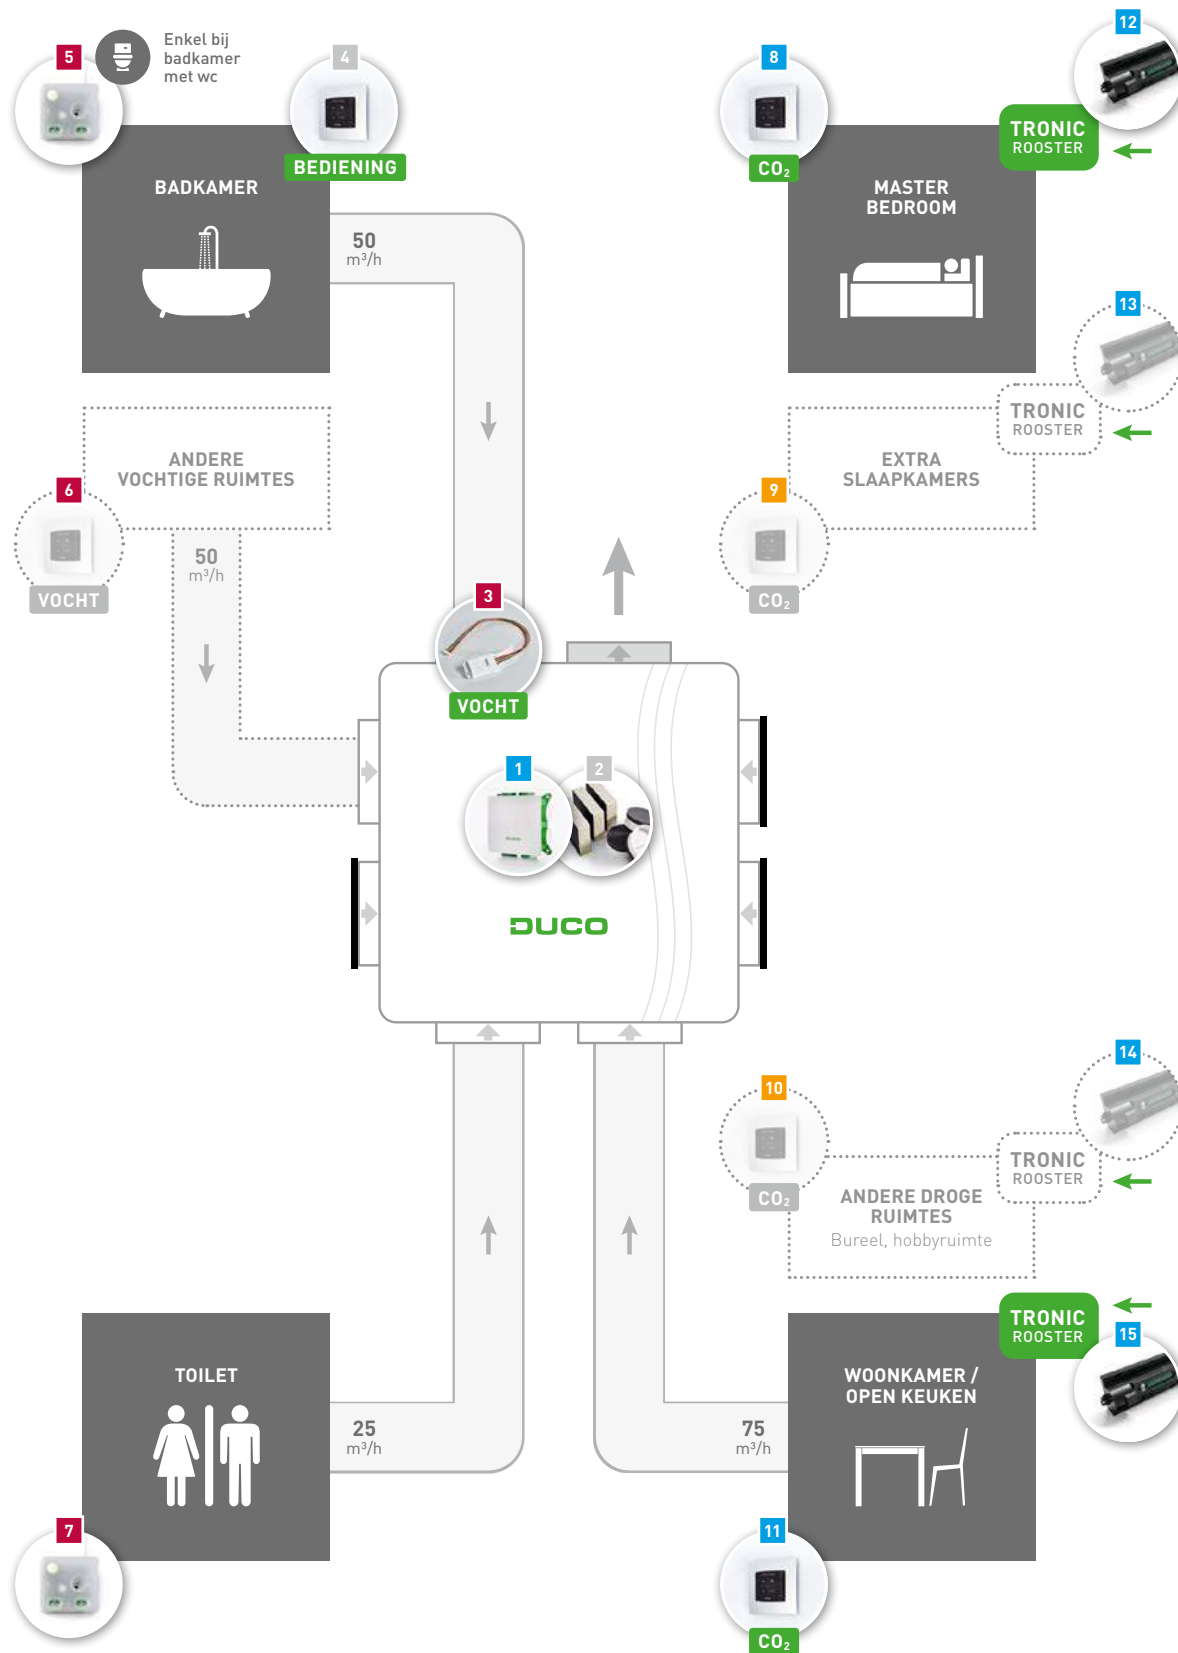 5
Enkel bij
badkamer
met wc
4
BEDIENING
BADKAMER
50
m³/h
8
CO₂
12
TRONIC
ROOSTER
MASTER
BEDROOM
13
TRONIC
ROOSTER
ANDERE
VOCHTIGE RUIMTES
6
VOCHT
50
m³/h
EXTRA
SLAAPKAMERS
9
CO₂
3
VOCHT
1
2
DUCO
10
CO₂
14
TRONIC
ROOSTER
ANDERE DROGE
RUIMTES
Bureel, hobbyruimte
TOILET
25
m³/h
7
75
m³/h
TRONIC
ROOSTER
15
WOONKAMER /
OPEN KEUKEN
11
CO₂